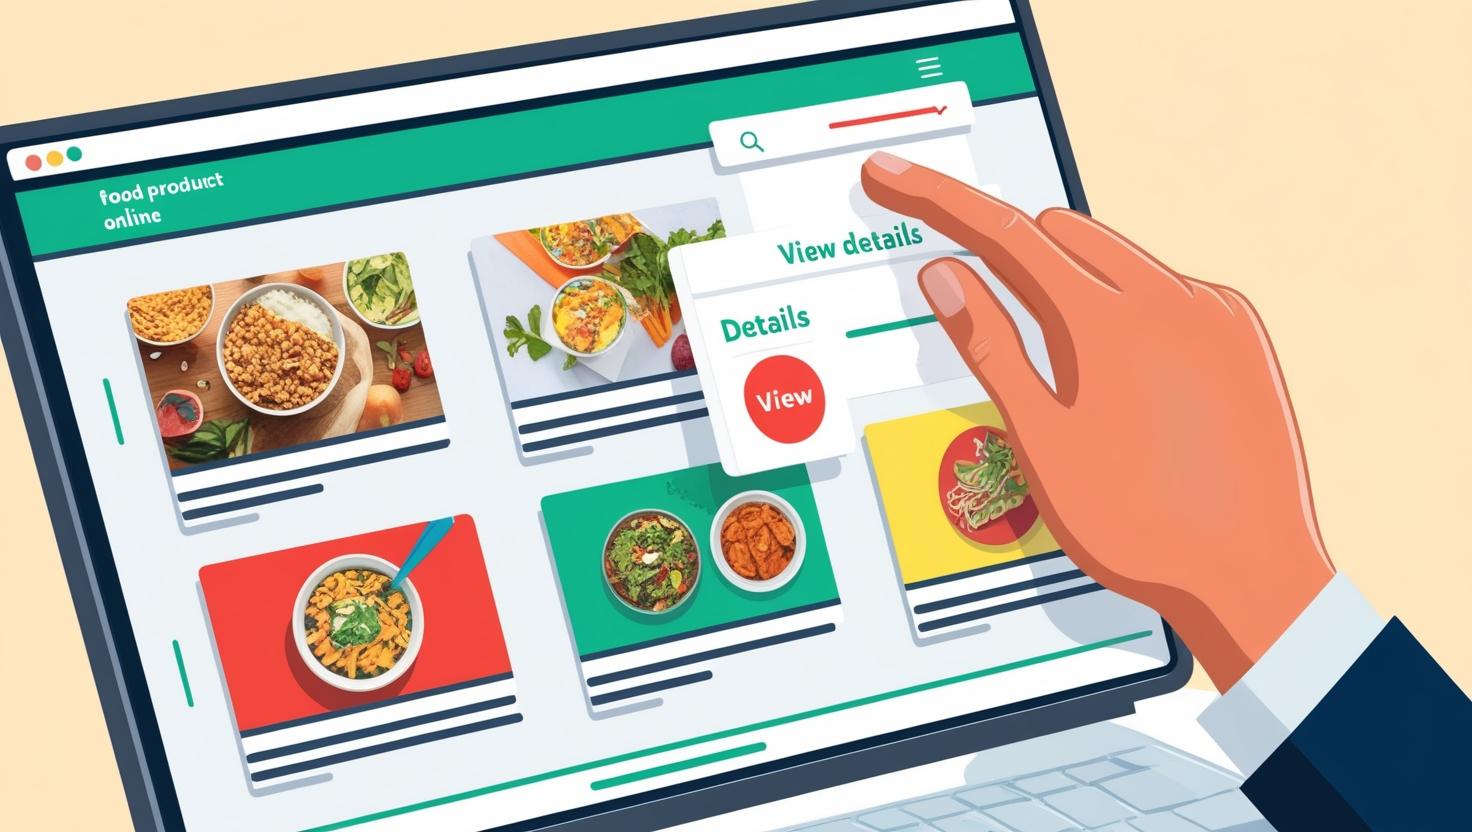 food product
online
View details
Details
View